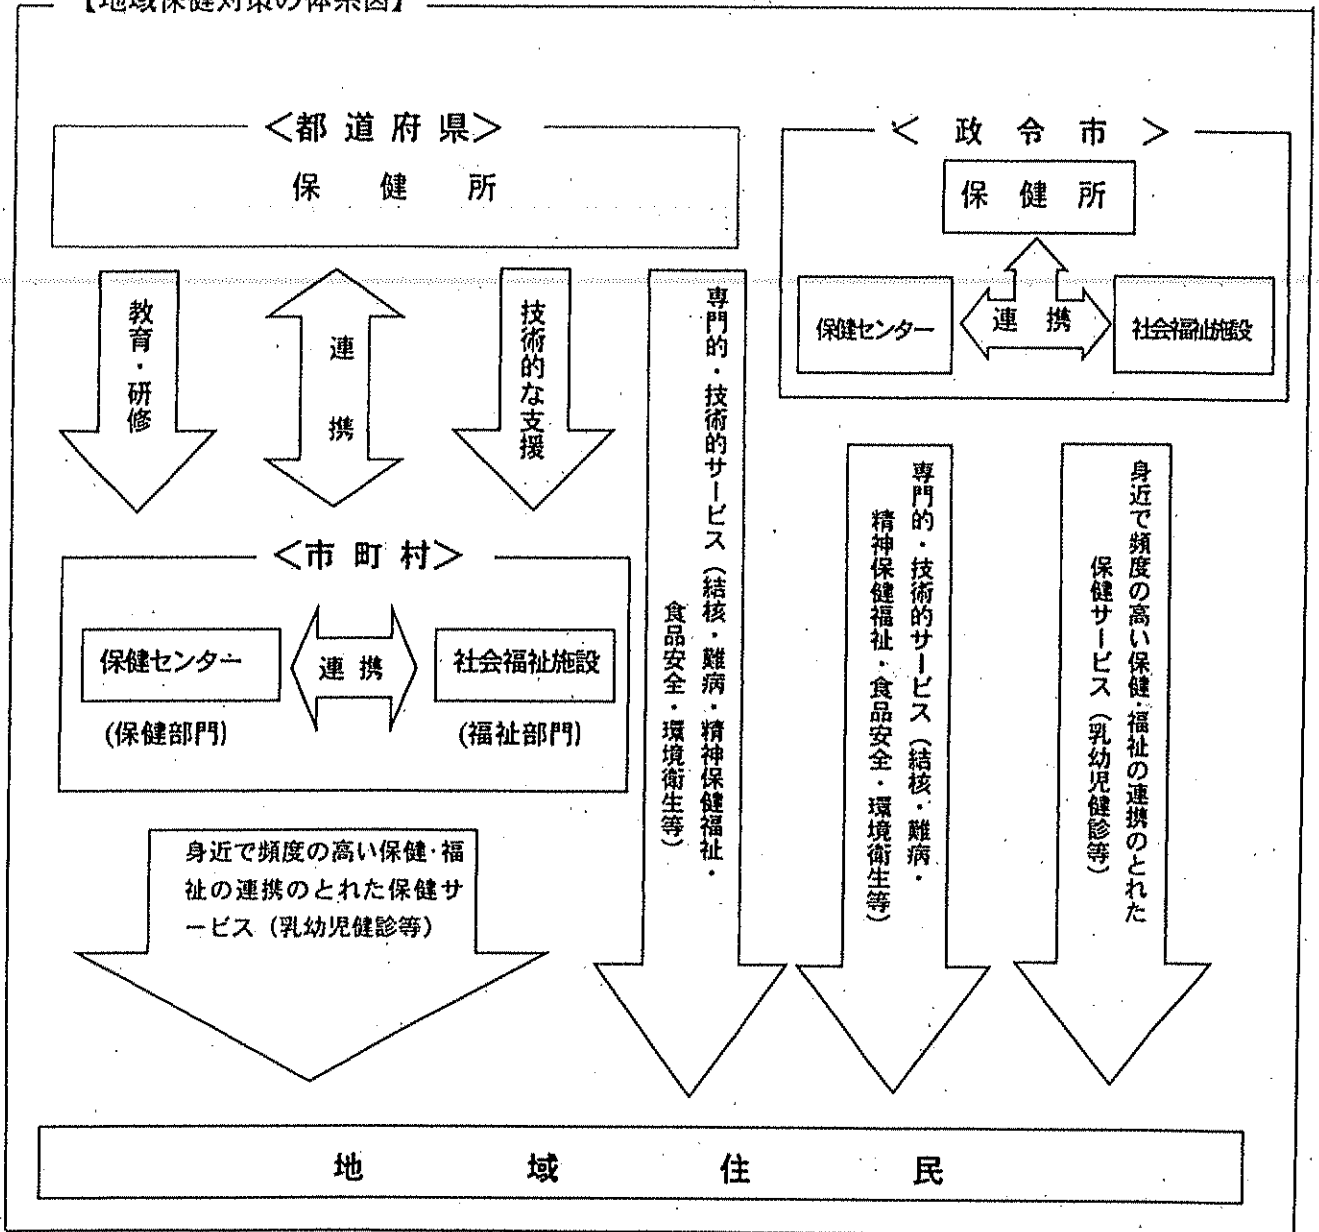 【地域保健対策の体系図】
＜都道府県＞
保健所
＜政令市＞
保健所
保健センター
連携
社会福祉施設
教育・研修
連携
技術的な支援
専門的・技術的サービス（結核・難病・精神保健福祉・
食品安全・環境衛生等）
＜市町村＞
保健センター
連携
社会福祉施設
(保健部門)
(福祉部門)
専門的・技術的サービス（結核・難病・
精神保健福祉・食品安全・環境衛生等）
身近で頻度の高い保健・福祉の連携のとれた
保健サービス（乳幼児健診等）
身近で頻度の高い保健・福
祉の連携のとれた保健サ
ービス（乳幼児健診等）
地域住民